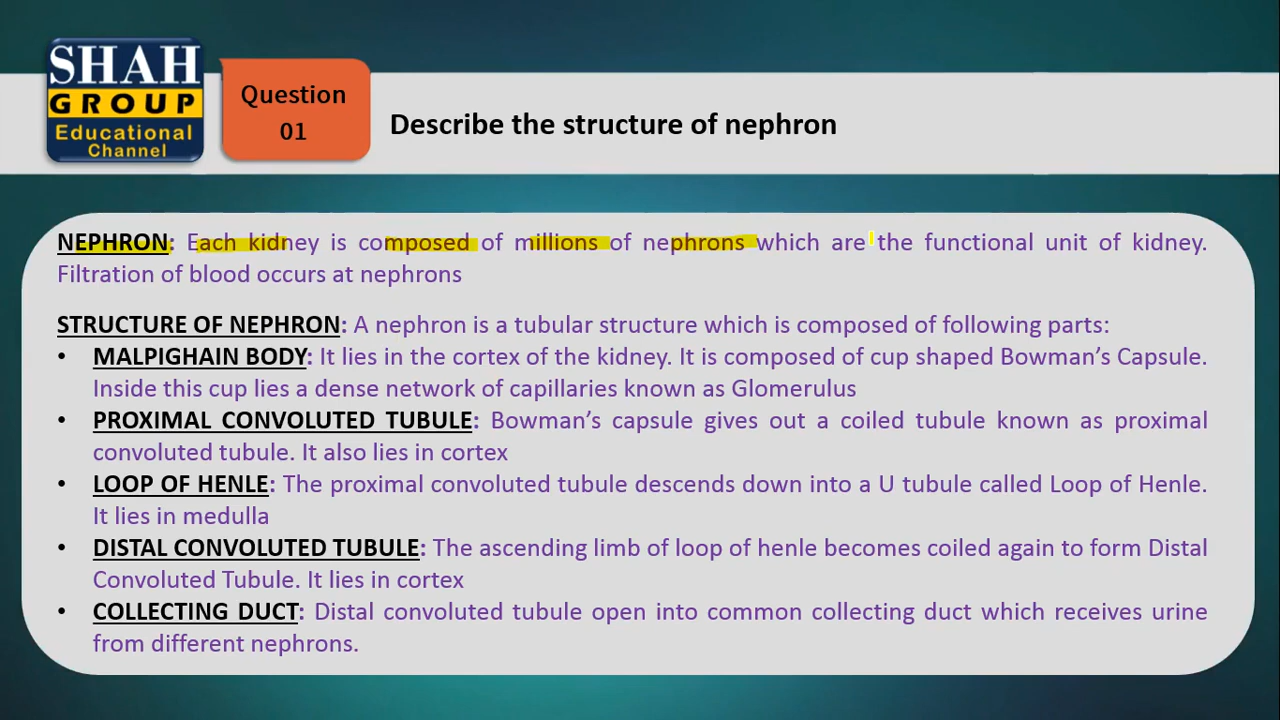 SHAH
GROUP
Educational
Channel
Question
01
Describe the structure of nephron
NEPHRON: Each kidney is composed of millions of nephrons which are the functional unit of kidney.
Filtration of blood occurs at nephrons
STRUCTURE OF NEPHRON: A nephron is a tubular structure which is composed of following parts:
• MALPIGHAIN BODY: It lies in the cortex of the kidney. It is composed of cup shaped Bowman's Capsule.
Inside this cup lies a dense network of capillaries known as Glomerulus
• PROXIMAL CONVOLUTED TUBULE: Bowman's capsule gives out a coiled tubule known as proximal
convoluted tubule. It also lies in cortex
• LOOP OF HENLE: The proximal convoluted tubule descends down into a U tubule called Loop of Henle.
It lies in medulla
• DISTAL CONVOLUTED TUBULE: The ascending limb of loop of henle becomes coiled again to form Distal
Convoluted Tubule. It lies in cortex
• COLLECTING DUCT: Distal convoluted tubule open into common collecting duct which receives urine
from different nephrons.